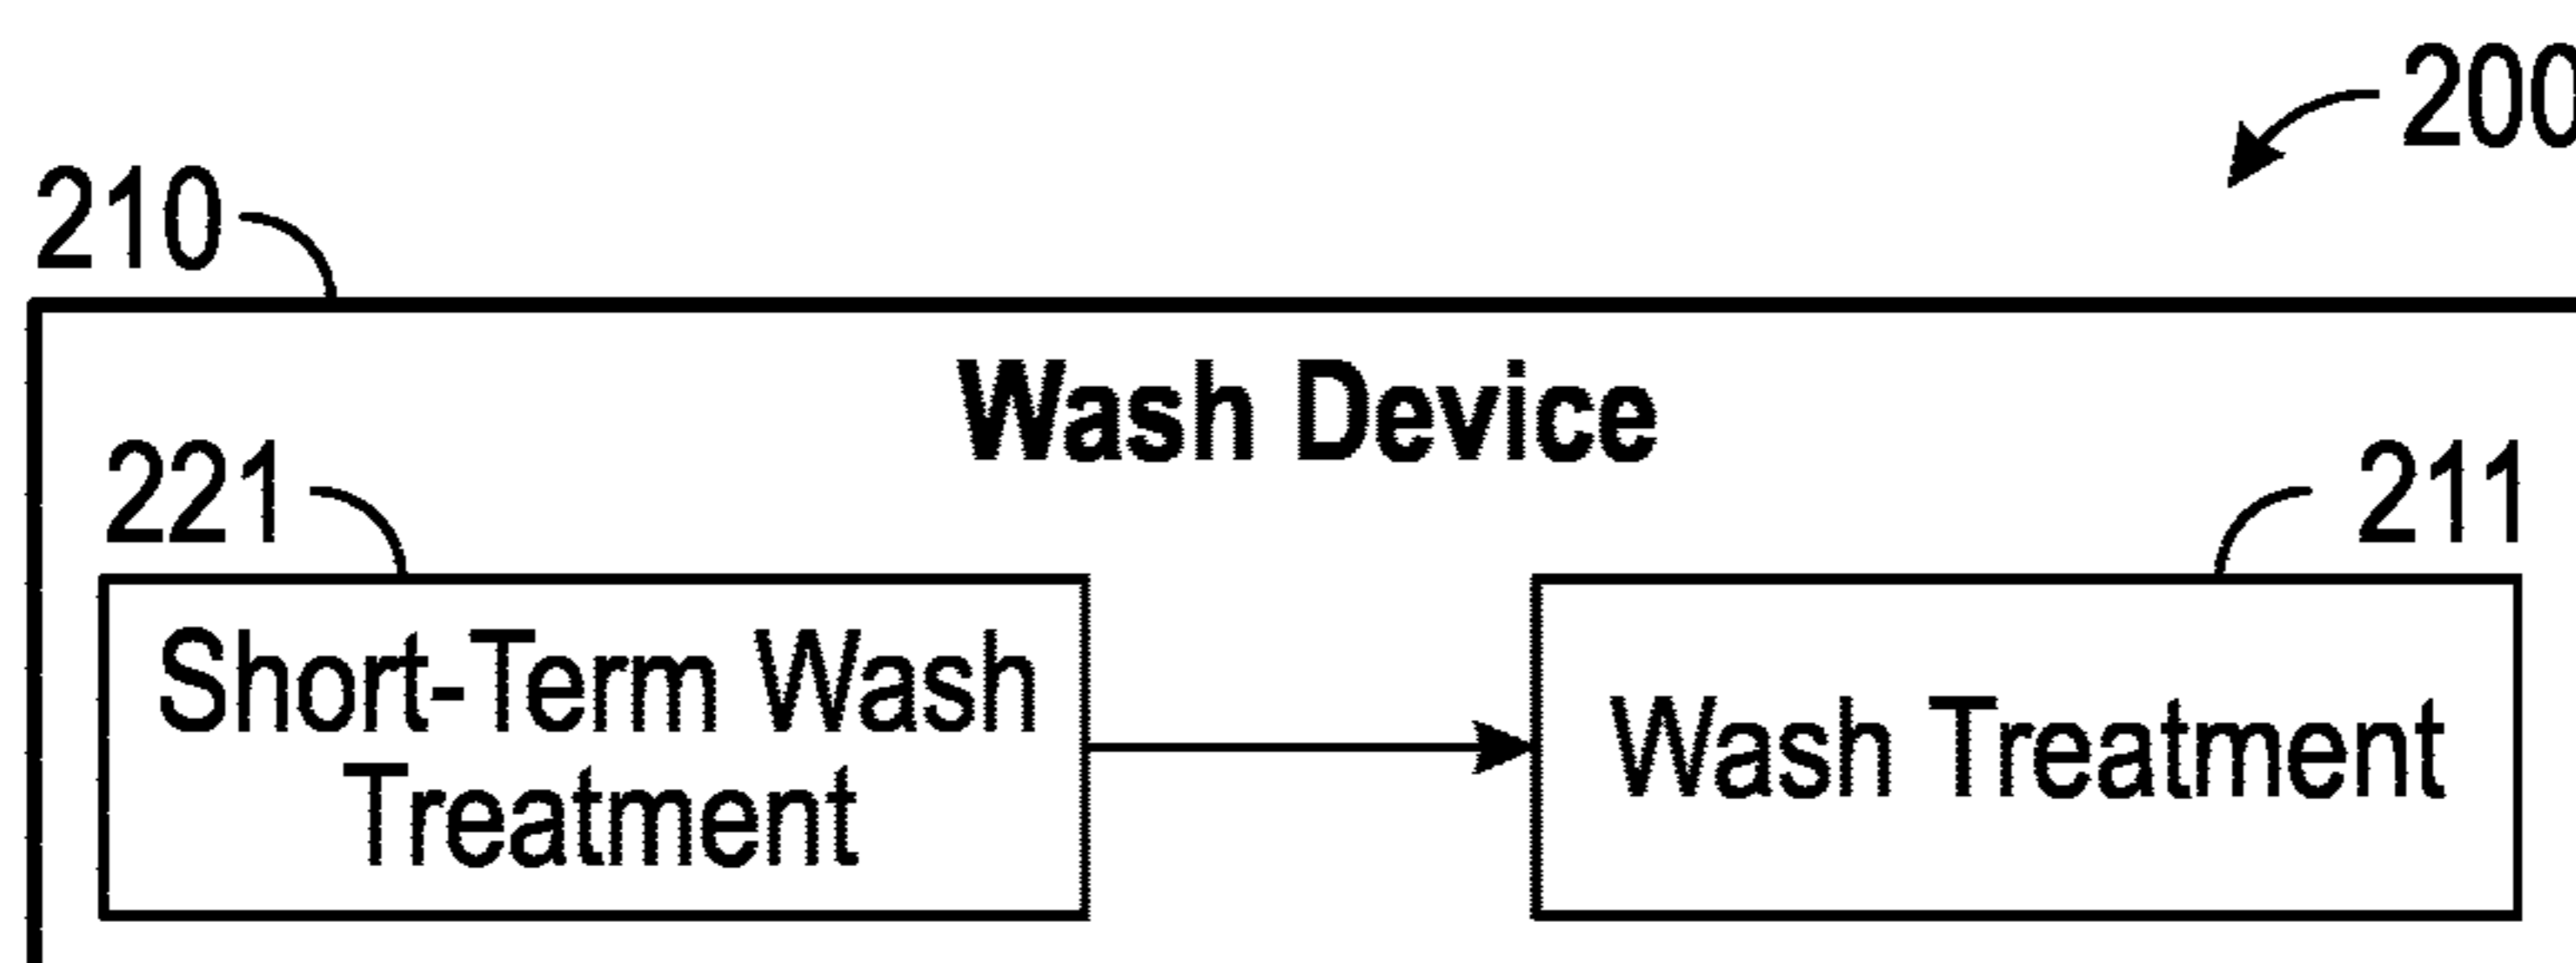 200
210
Wash Device
221
211
Short-Term Wash
Treatment
Wash Treatment